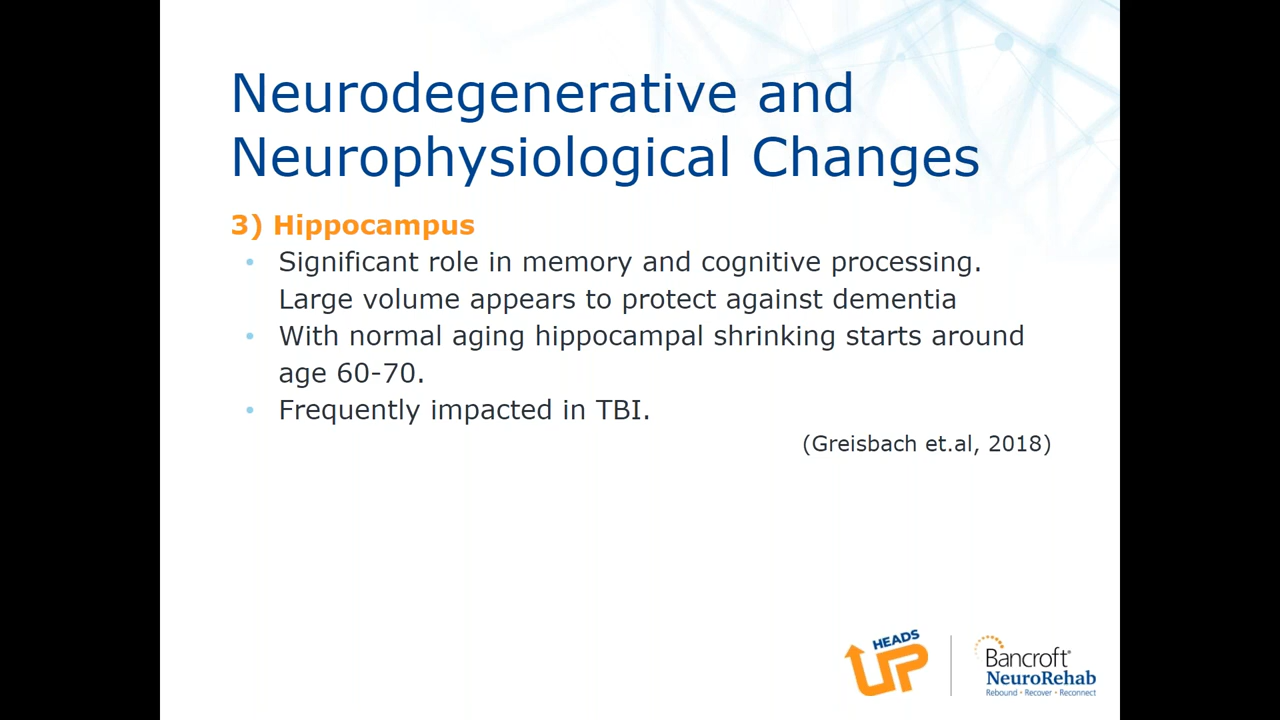 Neurodegenerative and
Neurophysiological Changes
3) Hippocampus
• Significant role in memory and cognitive processing.
Large volume appears to protect against dementia
• With normal aging hippocampal shrinking starts around
age 60-70.
• Frequently impacted in TBI.
(Greisbach et.al, 2018)
HEADS
UP
Bancroft®
NeuroRehab
Rebound • Recover • Reconnect